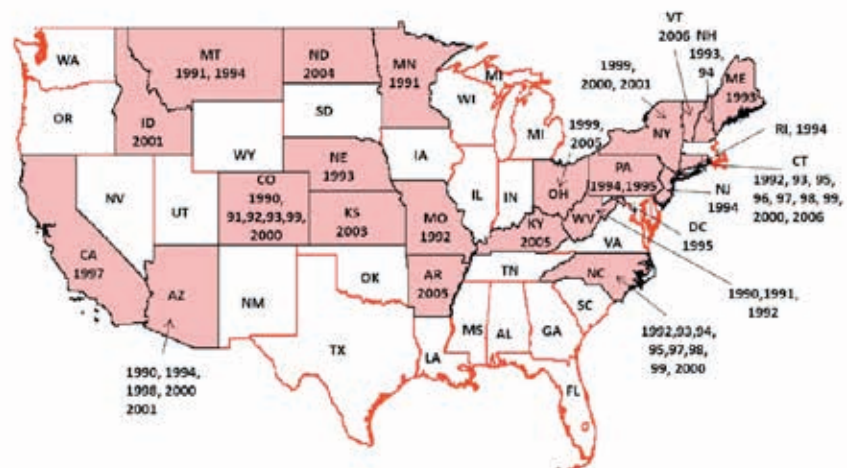 WA
OR
CA
1997
NV
ID
2001
MT
1991, 1994
WY
UT
AZ
1990, 1994,
1998, 2000
2001
CO
1990,
91,92,93,99,
2000
NM
ND
2004
SD
NE
1993
KS
2003
OK
TX
MN
1991
IA
MO
1992
AR
2005
LA
WI
IL
MI
MI
IN
OH
1999,
2005
KY
2005
TN
MS
AL
GA
FL
SC
NC
1992,93,94,
95,97,98,
99, 2000
VA
WV
1990,1991,
1992
PA
1994,1995
NY
1999,
2000, 2001
VT
2006
NH
1993,
94
ME
1993
RI, 1994
CT
1992, 93, 95,
96, 97, 98, 99,
2000, 2006
NJ
1994
DC
1995